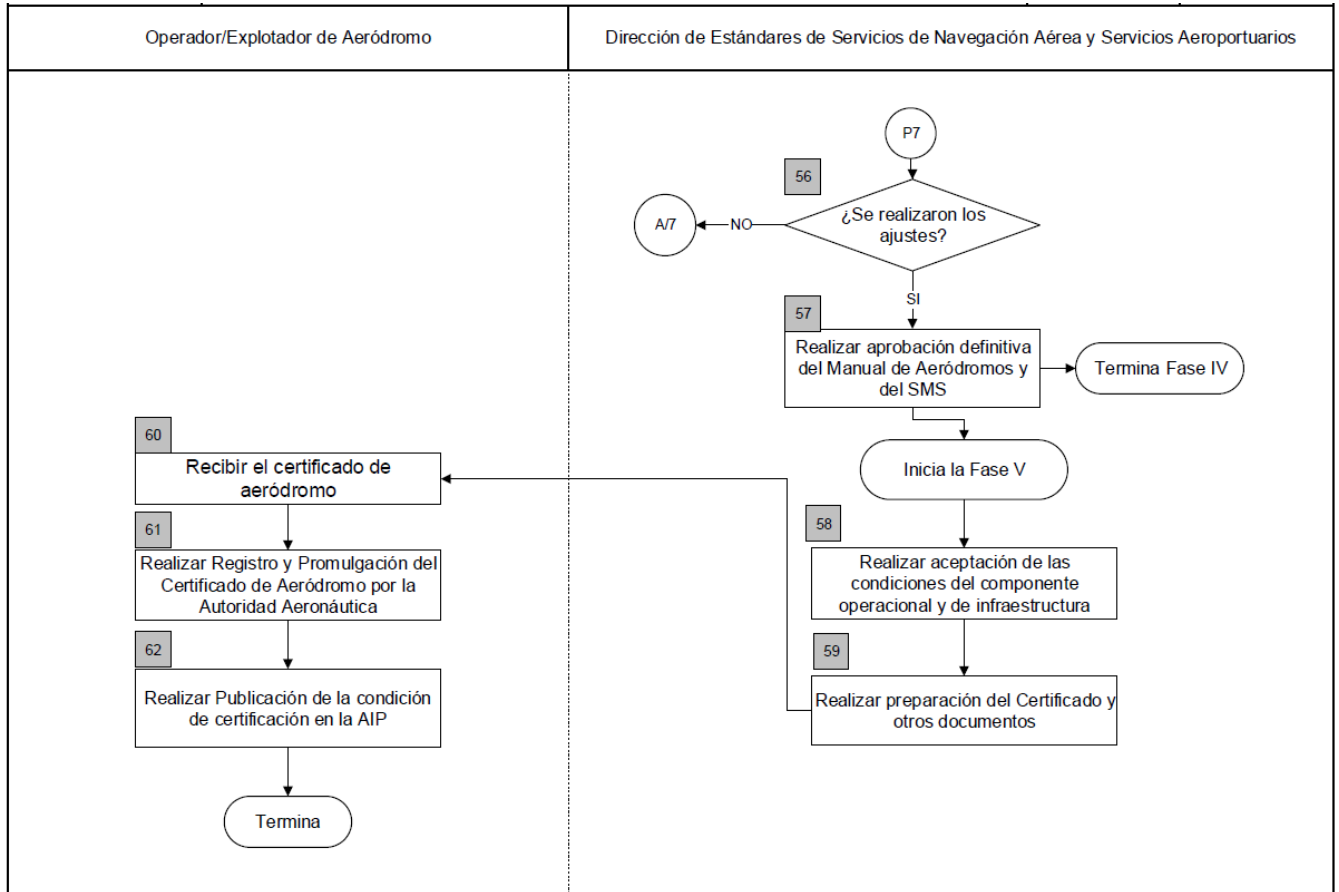 Operador/Explotador de Aeródromo
Dirección de Estándares de Servicios de Navegación Aérea y Servicios Aeroportuarios
P7
56
¿Se realizaron los
ajustes?
NO
A/7
SI
57
Realizar aprobación definitiva
del Manual de Aeródromos y
del SMS
Termina Fase IV
Inicia la Fase V
58
Realizar aceptación de las
condiciones del componente
operacional y de infraestructura
59
Realizar preparación del Certificado y
otros documentos
60
Recibir el certificado de
aeródromo
61
Realizar Registro y Promulgación del
Certificado de Aeródromo por la
Autoridad Aeronáutica
62
Realizar Publicación de la condición
de certificación en la AIP
Termina